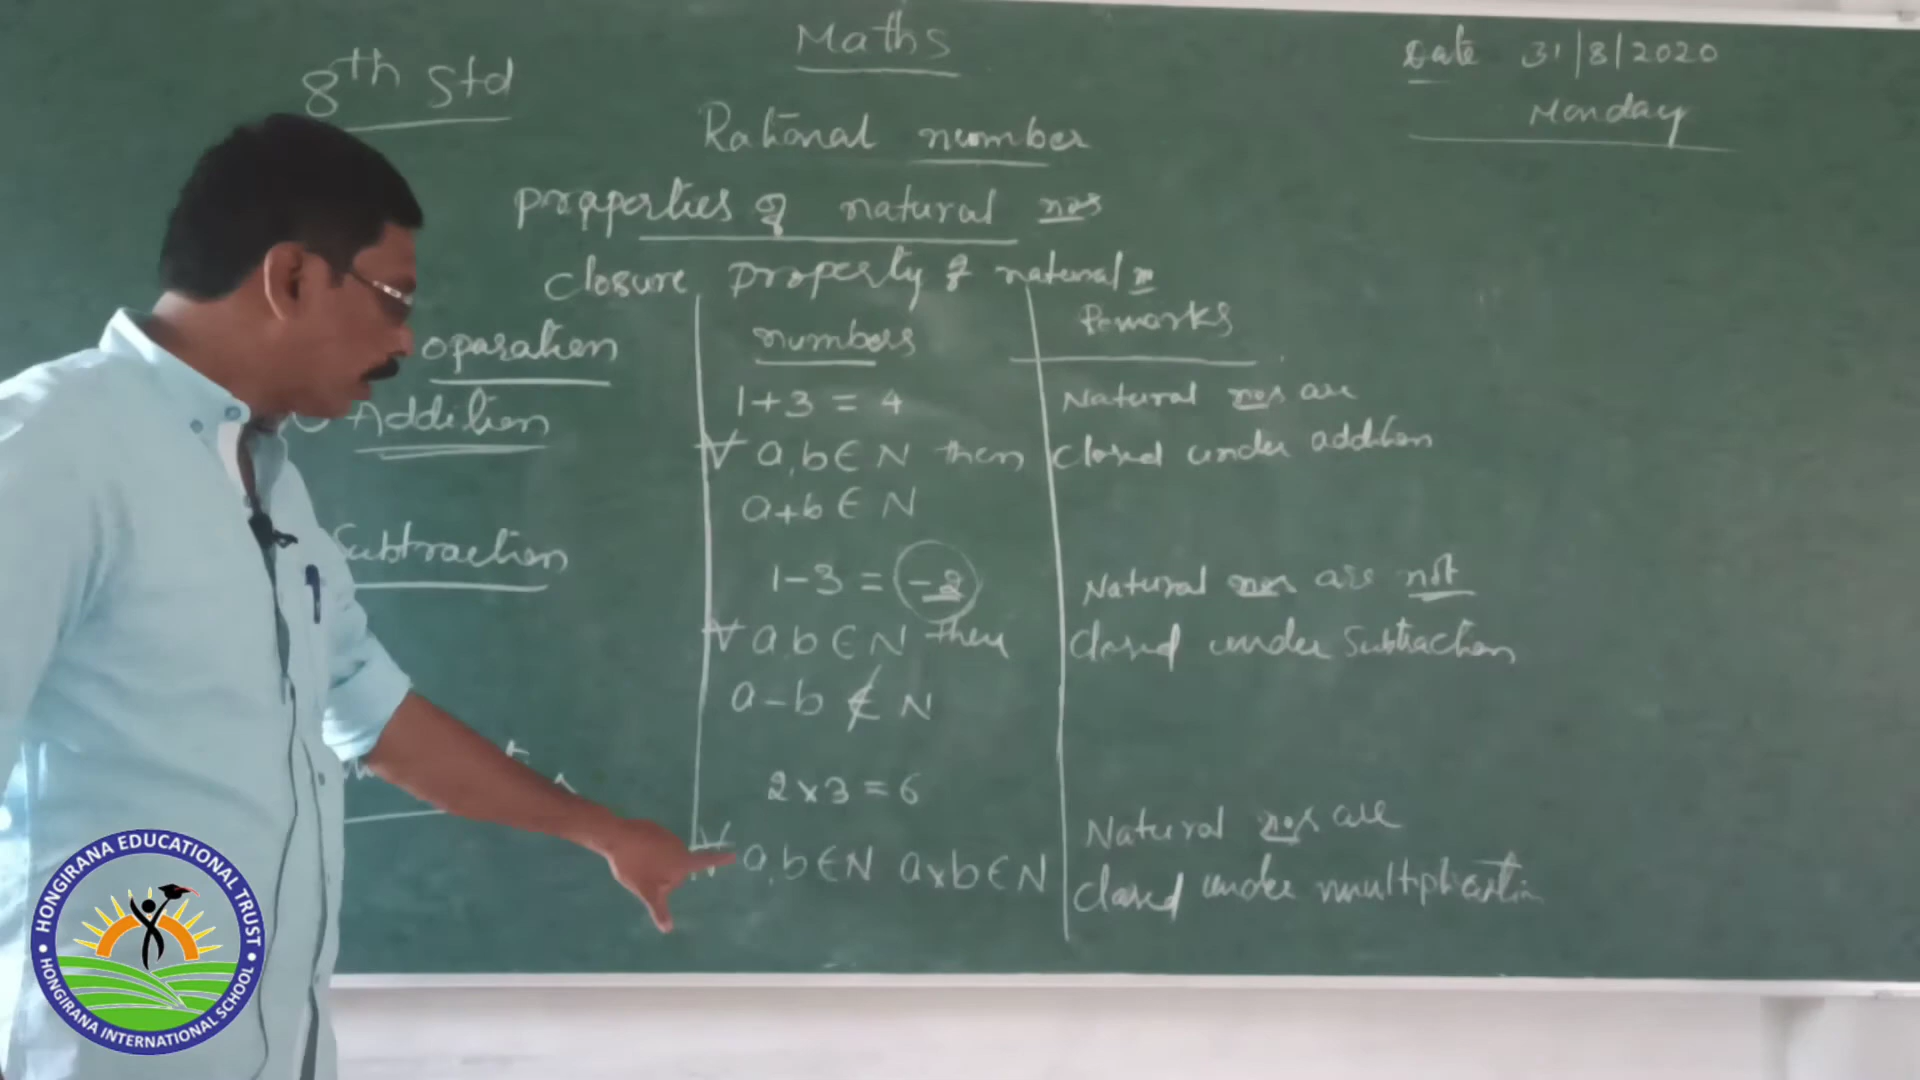 Maths
Date 31/8/2020
Monday
8th Std
Rational number
properties of natural nos
closure property of natural n
oparation
numbers
Remarks
Addition
1+3 = 4
∀ a,b ∈ N then
a+b ∈ N
Natural nos are
closed under addition
Subtraction
1-3 = -2
∀ a b ∈ N then
a-b ∉ N
Natural nos are not
closed under Subtraction
2×3 = 6
∀ a,b ∈ N a×b ∈ N
Natural nos are
closed under
HONGIRANA EDUCATIONAL TRUST
HONGIRANA INTERNATIONAL SCHOOL